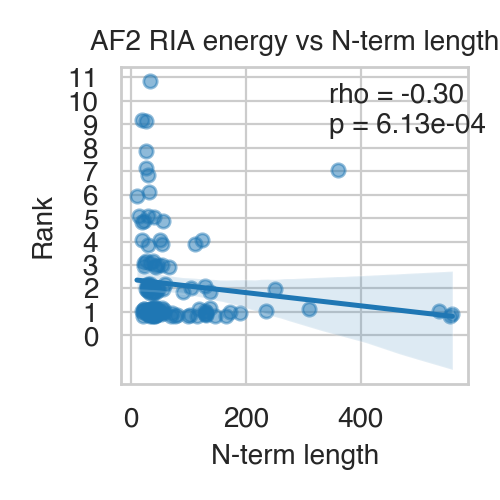 AF2 RIA energy vs N-term length
rho = -0.30
p = 6.13e-04
11
10
9
8
7
6
5
4
3
2
1
0
Rank
0 200 400
N-term length